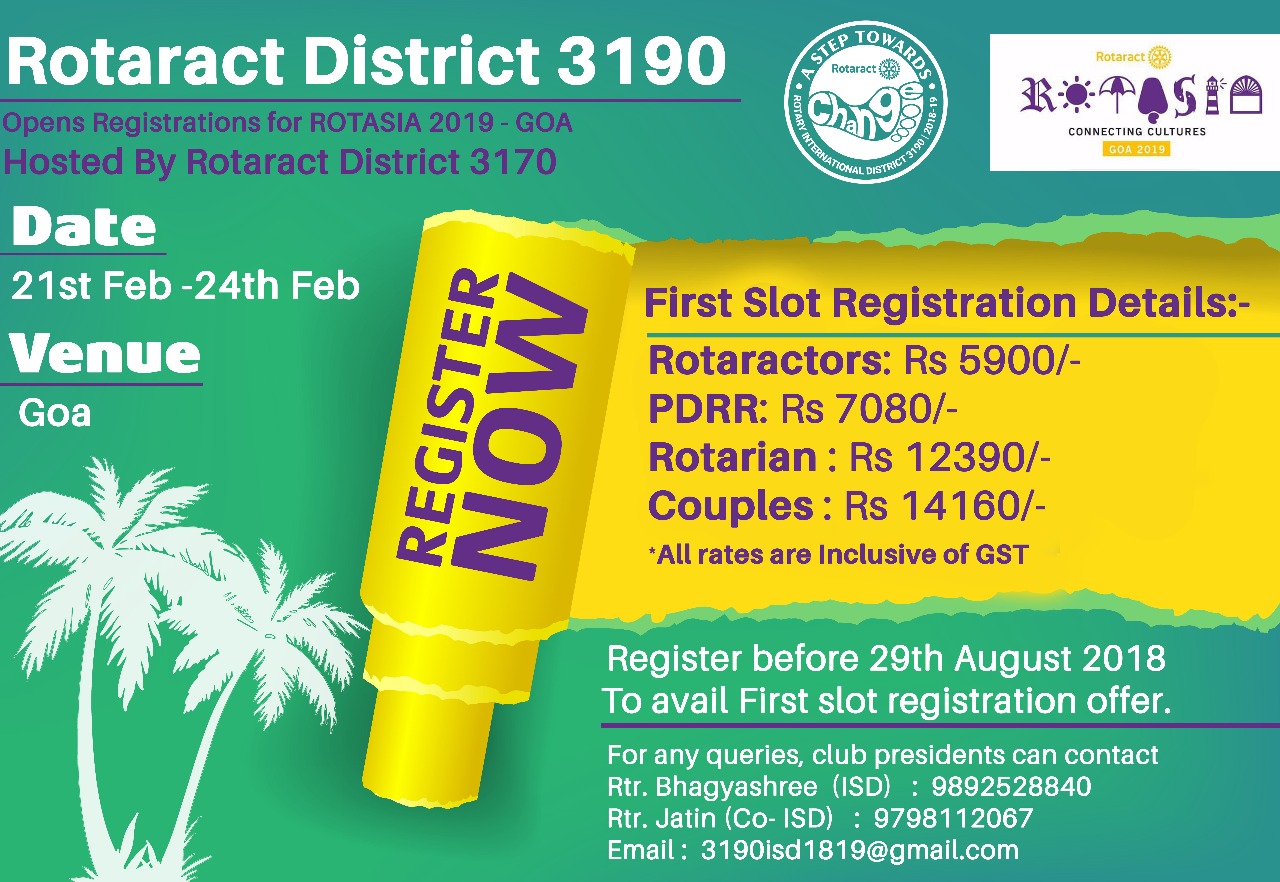 Rotaract District 3190
Opens Registrations for ROTASIA 2019 - GOA
Hosted By Rotaract District 3170
A STEP TOWARDS
Rotaract
Change
ROTARY INTERNATIONAL DISTRICT 3190 | 2018-19
Rotaract
ROTASIA
CONNECTING CULTURES
GOA 2019
Date
21st Feb -24th Feb
Venue
Goa
REGISTER
NOW
First Slot Registration Details:-
Rotaractors: Rs 5900/-
PDRR: Rs 7080/-
Rotarian : Rs 12390/-
Couples : Rs 14160/-
*All rates are Inclusive of GST
Register before 29th August 2018
To avail First slot registration offer.
For any queries, club presidents can contact
Rtr. Bhagyashree (ISD) : 9892528840
Rtr. Jatin (Co- ISD) : 9798112067
Email : 3190isd1819@gmail.com